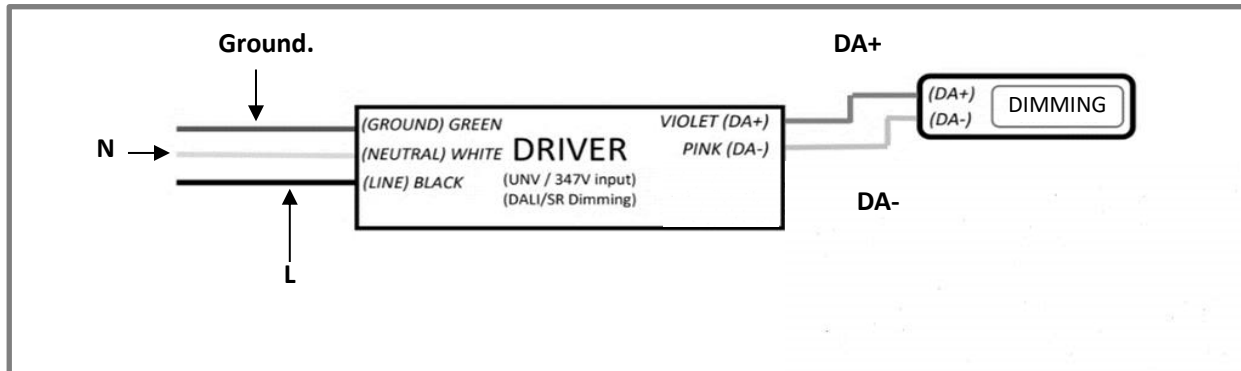 Ground.
DA+
N
L
(GROUND) GREEN
(NEUTRAL) WHITE
(LINE) BLACK
DRIVER
(UNV / 347V input)
(DALI/SR Dimming)
VIOLET (DA+)
PINK (DA-)
(DA+)
(DA-)
DIMMING
DA-